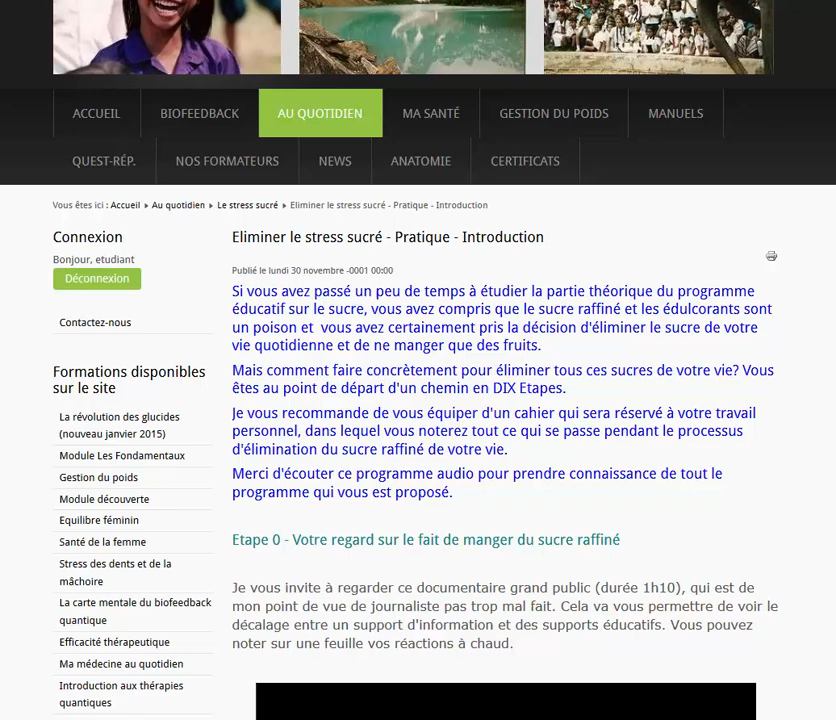 ACCUEIL BIOFEEDBACK AU QUOTIDIEN MA SANTÉ GESTION DU POIDS MANUELS
QUEST-RÉP. NOS FORMATEURS NEWS ANATOMIE CERTIFICATS
Vous êtes ici : Accueil Au quotidien Le stress sucré Eliminer le stress sucré - Pratique - Introduction
Connexion
Bonjour, etudiant
Déconnexion
Contactez-nous
Formations disponibles
sur le site
La révolution des glucides
(nouveau janvier 2015)
Module Les Fondamentaux
Gestion du poids
Module découverte
Equilibre féminin
Santé de la femme
Stress des dents et de la
mâchoire
La carte mentale du biofeedback
quantique
Efficacité thérapeutique
Ma médecine au quotidien
Introduction aux thérapies
quantiques
Eliminer le stress sucré - Pratique - Introduction
Publié le lundi 30 novembre -0001 00:00
Si vous avez passé un peu de temps à étudier la partie théorique du programme
éducatif sur le sucre, vous avez compris que le sucre raffiné et les édulcorants sont
un poison et vous avez certainement pris la décision d'éliminer le sucre de votre
vie quotidienne et de ne manger que des fruits.
Mais comment faire concrètement pour éliminer tous ces sucres de votre vie? Vous
êtes au point de départ d'un chemin en DIX Etapes.
Je vous recommande de vous équiper d'un cahier qui sera réservé à votre travail
personnel, dans lequel vous noterez tout ce qui se passe pendant le processus
d'élimination du sucre raffiné de votre vie.
Merci d'écouter ce programme audio pour prendre connaissance de tout le
programme qui vous est proposé.
Etape 0 - Votre regard sur le fait de manger du sucre raffiné
Je vous invite à regarder ce documentaire grand public (durée 1h10), qui est de
mon point de vue de journaliste pas trop mal fait. Cela va vous permettre de voir le
décalage entre un support d'information et des supports éducatifs. Vous pouvez
noter sur une feuille vos réactions à chaud.